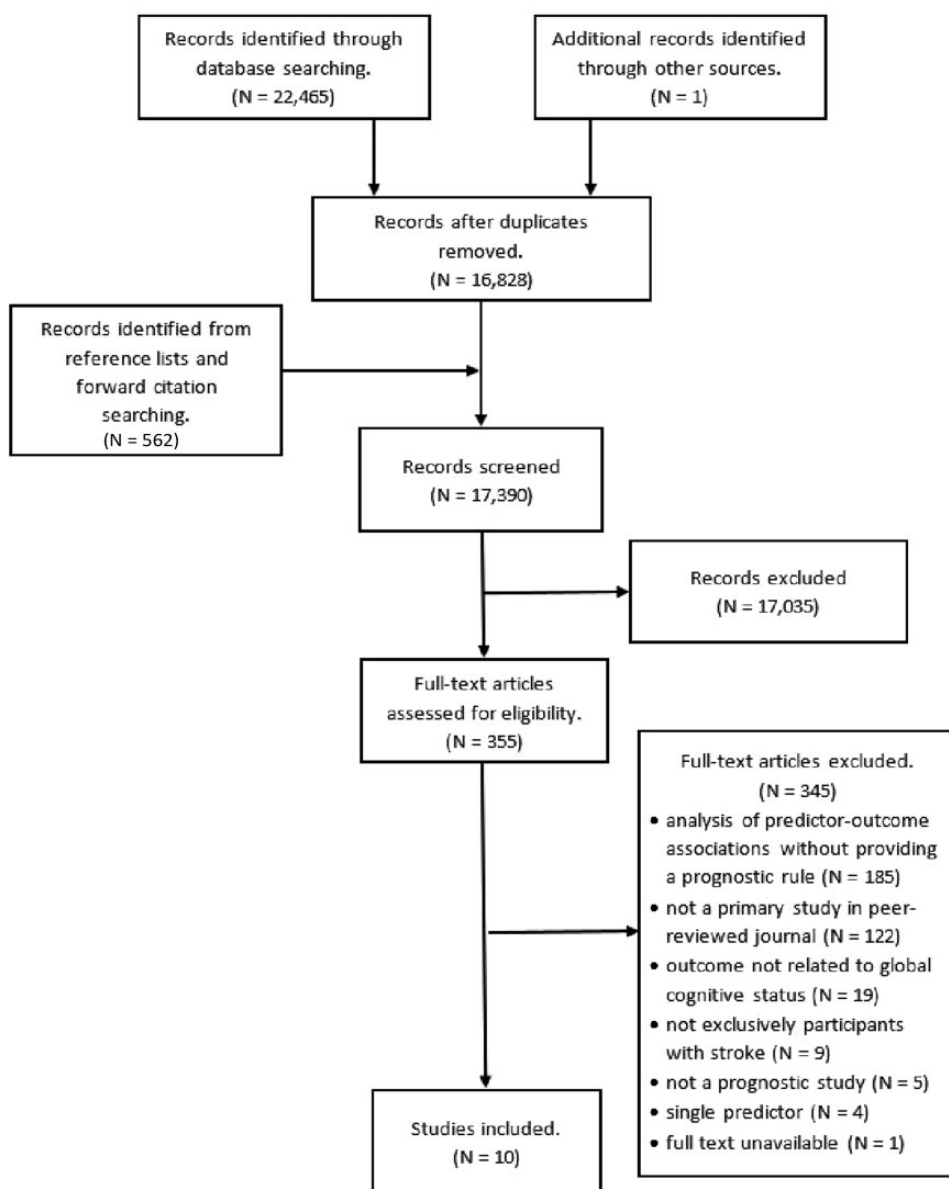 Records identified through
database searching.
(N = 22,465)
Additional records identified
through other sources.
(N = 1)
Records after duplicates
removed.
(N = 16,828)
Records identified from
reference lists and
forward citation
searching.
(N = 562)
Records screened
(N = 17,390)
Records excluded
(N = 17,035)
Full-text articles
assessed for eligibility.
(N = 355)
Full-text articles excluded.
(N = 345)
• analysis of predictor-outcome
associations without providing
a prognostic rule (N = 185)
• not a primary study in peer-
reviewed journal (N = 122)
• outcome not related to global
cognitive status (N = 19)
• not exclusively participants
with stroke (N = 9)
• not a prognostic study (N = 5)
• single predictor (N = 4)
• full text unavailable (N = 1)
Studies included.
(N = 10)